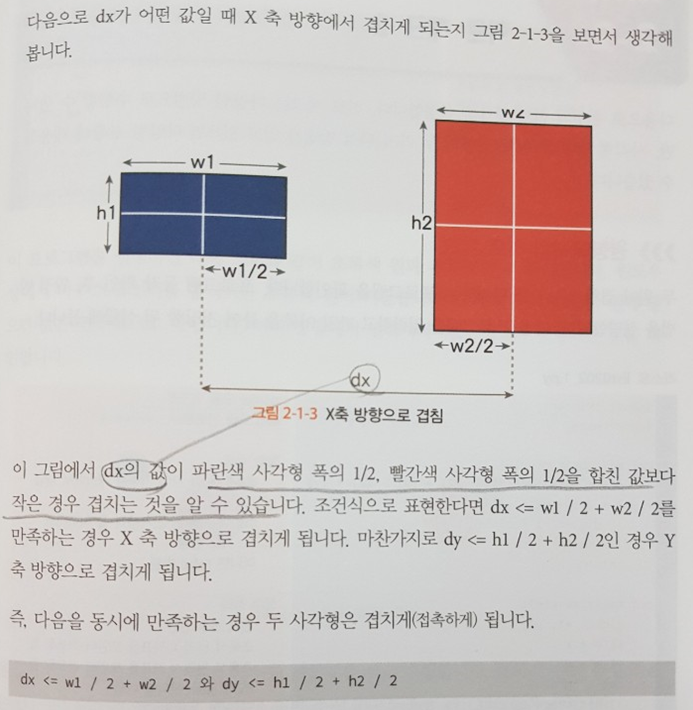 다음으로 dx가 어떤 값일 때 X 축 방향에서 겹치게 되는지 그림 2-1-3을 보면서 생각해
봅니다.
w2
w1
h1
h2
w1/2
w2/2
dx
그림 2-1-3 X축 방향으로 겹침
이 그림에서 dx의 값이 파란색 사각형 폭의 1/2, 빨간색 사각형 폭의 1/2을 합친 값보다
작은 경우 겹치는 것을 알 수 있습니다. 조건식으로 표현한다면 dx <= w1 / 2 + w2 / 2를
만족하는 경우 X 축 방향으로 겹치게 됩니다. 마찬가지로 dy <= h1 / 2 + h2 / 2인 경우 Y
축 방향으로 겹치게 됩니다.
즉, 다음을 동시에 만족하는 경우 두 사각형은 겹치게(접촉하게) 됩니다.
dx <= w1 / 2 + w2 / 2 와 dy <= h1 / 2 + h2 / 2